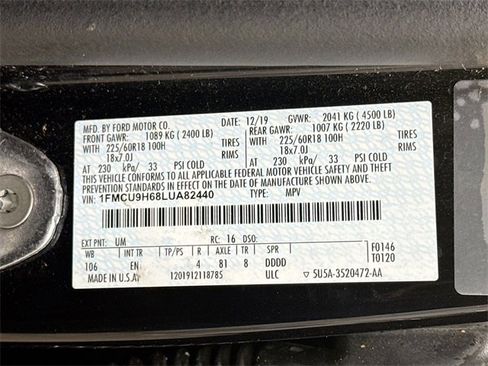 MFD. BY FORD MOTOR CO. DATE: 12/19 GVWR: 2041 KG (4500 LB)
FRONT GAWR: 1089 KG (2400 LB) REAR GAWR: 1007 KG (2220 LB)
WITH 225/60R18 100H WITH 225/60R18 100H
18x7.0J 18x7.0J
AT 230 kPa/ 33 PSI COLD AT 230 kPa/ 33 PSI COLD
THIS VEHICLE CONFORMS TO ALL APPLICABLE FEDERAL MOTOR VEHICLE SAFETY AND THEFT
PREVENTION STANDARDS IN EFFECT ON THE DATE OF MANUFACTURE SHOWN ABOVE.
VIN: 1FMCU9H68LUA82440 TYPE: MPV
EXT PNT: UM RC: 16 DSO:
WB INT TR TP/PS R AXLE TR SPR F0146
106 EN 4 81 8 DDDD T0120
MADE IN U.S.A. 1201912118785 ULC ▽ 5U5A-3520472-AA